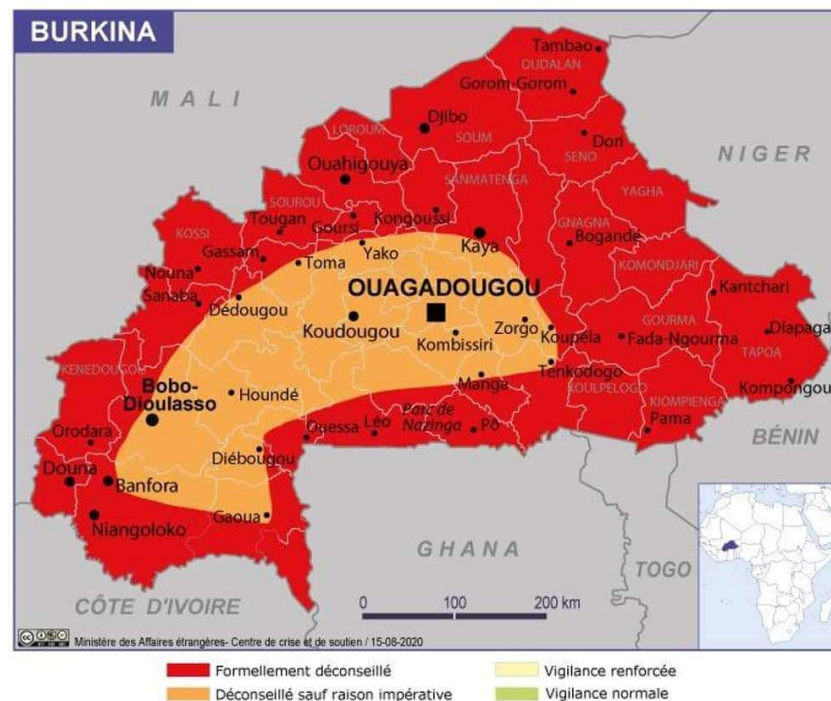 BURKINA
Tambao
OUDALAN
Gorom-Gorom
MALI
Djibo
LOROUM
SOUM
Dori
SENO
NIGER
Ouahigouya
SANMATENGA
YAGHA
SOUROU
Kongoussi
Tougan
Goursi
GNAGNA
KOSSI
Kaya
Bogandé
Gassam
Yako
Toma
KOMONDJARI
Nouna
Kantchari
Sanaba
OUAGADOUGOU
Dédougou
Koudougou
Zorgo
GOURMA
Kombissiri
Koupéla
Fada-Ngourma
Diapaga
TAPOA
KENEDOUGOU
Tenkodogo
Manga
KOULPELOGO
Kompongou
Bobo-
Dioulasso
Houndé
KJOMPIENGA
Parc de
Nazinga
Ouessa
Léo
Pô
Pama
Orodara
BÉNIN
Diébougou
Douna
Banfora
Niangoloko
Gaoua
GHANA
TOGO
CÔTE D'IVOIRE
0 100 200 km
cc
Ministère des Affaires étrangères- Centre de crise et de soutien / 15-08-2020
Formellement déconseillé
Vigilance renforcée
Déconseillé sauf raison impérative
Vigilance normale